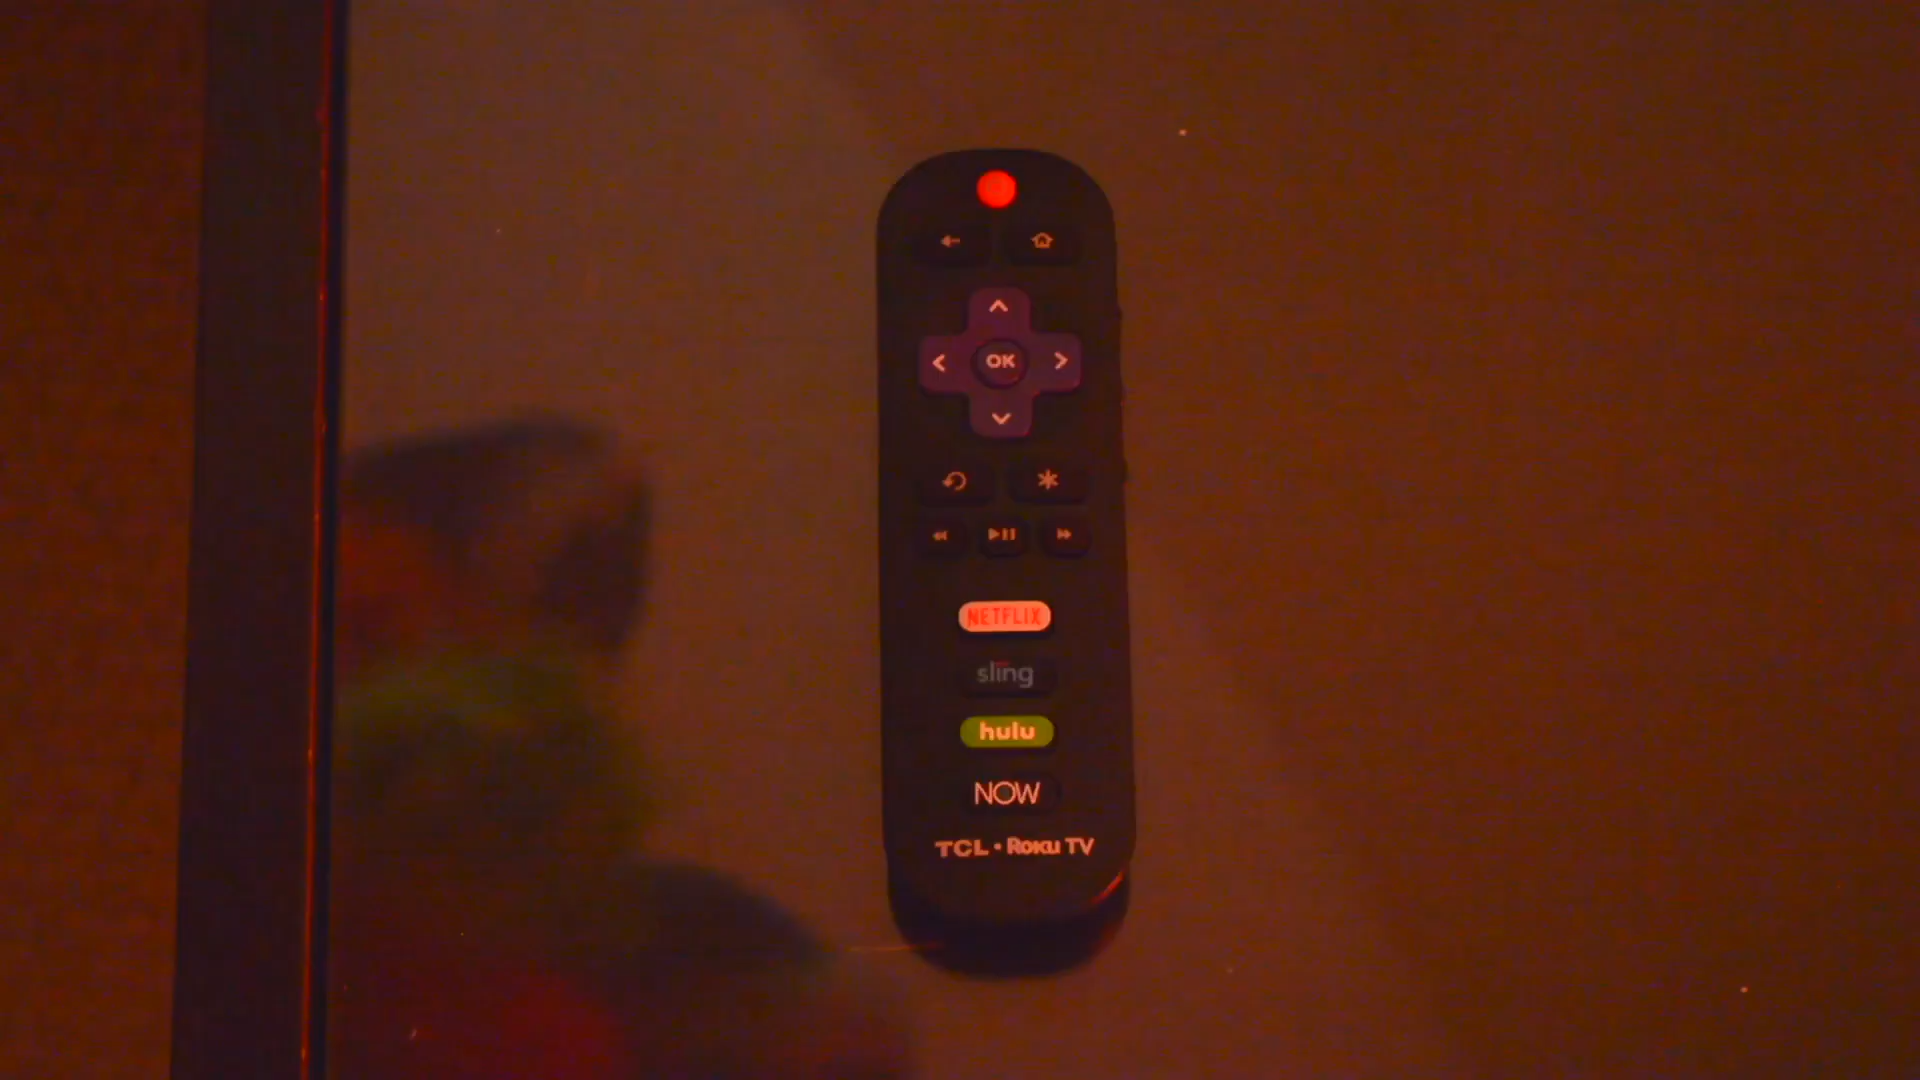 OK
NETFLIX
sling
hulu
NOW
TCL • Roku TV